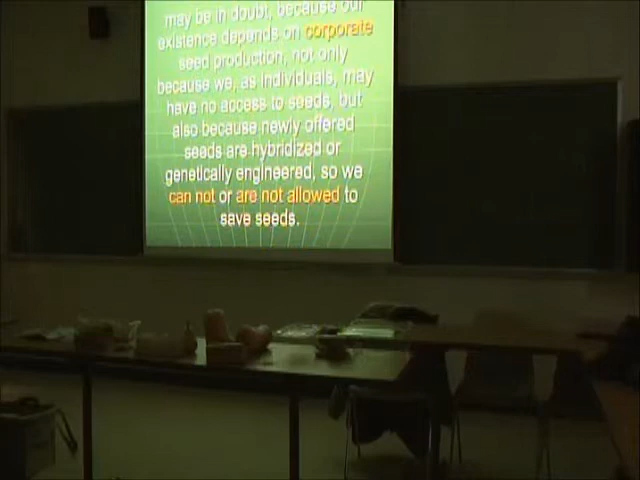 may be in doubt, because our
existence depends on corporate
seed production, not only
because we, as individuals, may
have no access to seeds, but
also because newly offered
seeds are hybridized or
genetically engineered, so we
can not or are not allowed to
save seeds.